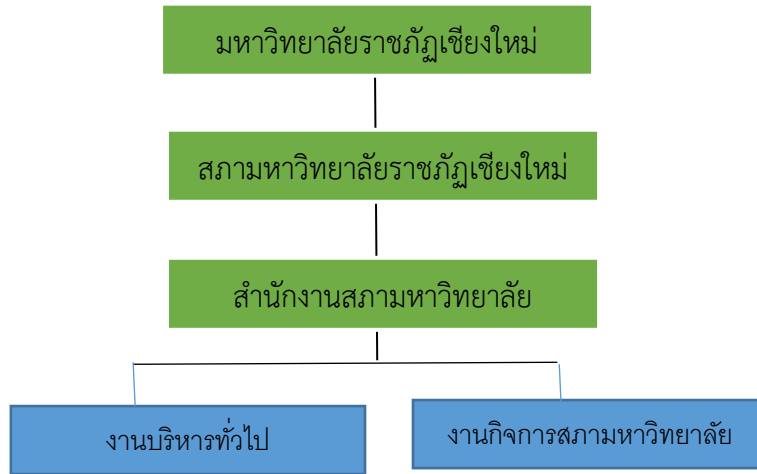 มหาวิทยาลัยราชภัฏเชียงใหม่
สภามหาวิทยาลัยราชภัฏเชียงใหม่
สำนักงานสภามหาวิทยาลัย
งานบริหารทั่วไป
งานกิจการสภามหาวิทยาลัย